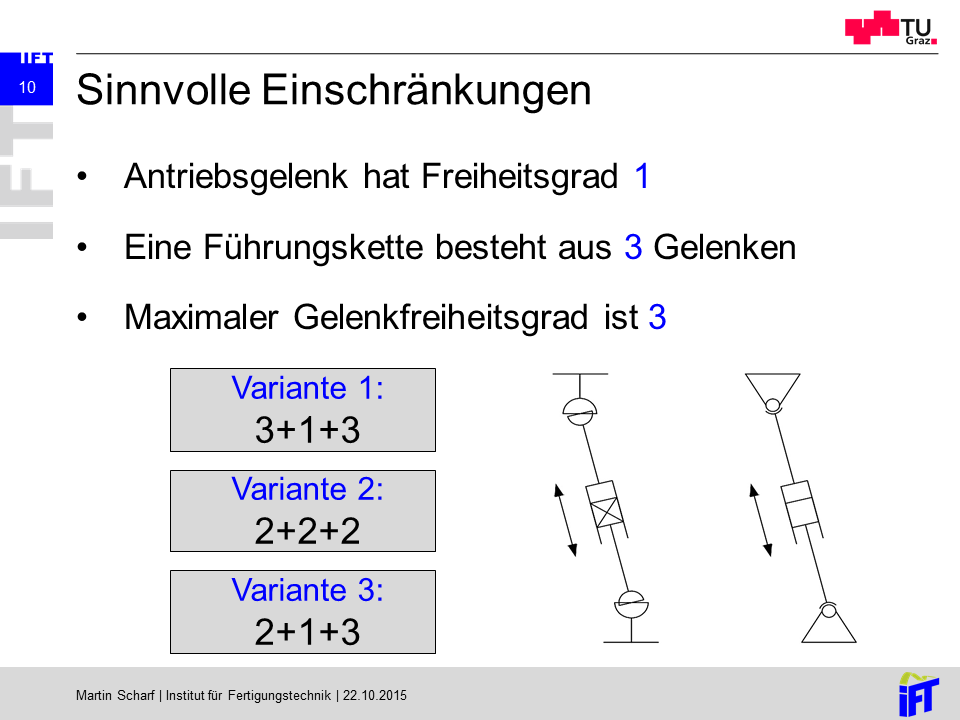 TU
Graz
IFT
10
IFT
Sinnvolle Einschränkungen
• Antriebsgelenk hat Freiheitsgrad 1
• Eine Führungskette besteht aus 3 Gelenken
• Maximaler Gelenkfreiheitsgrad ist 3
Variante 1:
3+1+3
Variante 2:
2+2+2
Variante 3:
2+1+3
Martin Scharf | Institut für Fertigungstechnik | 22.10.2015
iFT